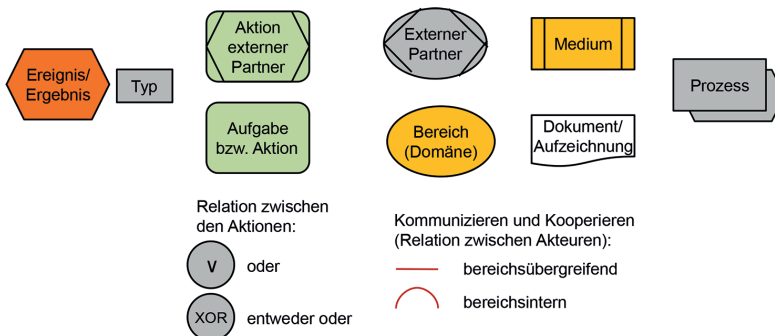 Ereignis/
Ergebnis
Typ
Aktion
externer
Partner
Externer
Partner
Medium
Prozess
Aufgabe
bzw. Aktion
Bereich
(Domäne)
Dokument/
Aufzeichnung
Relation zwischen
den Aktionen:
v
oder
XOR
entweder oder
Kommunizieren und Kooperieren
(Relation zwischen Akteuren):
bereichsübergreifend
bereichsintern